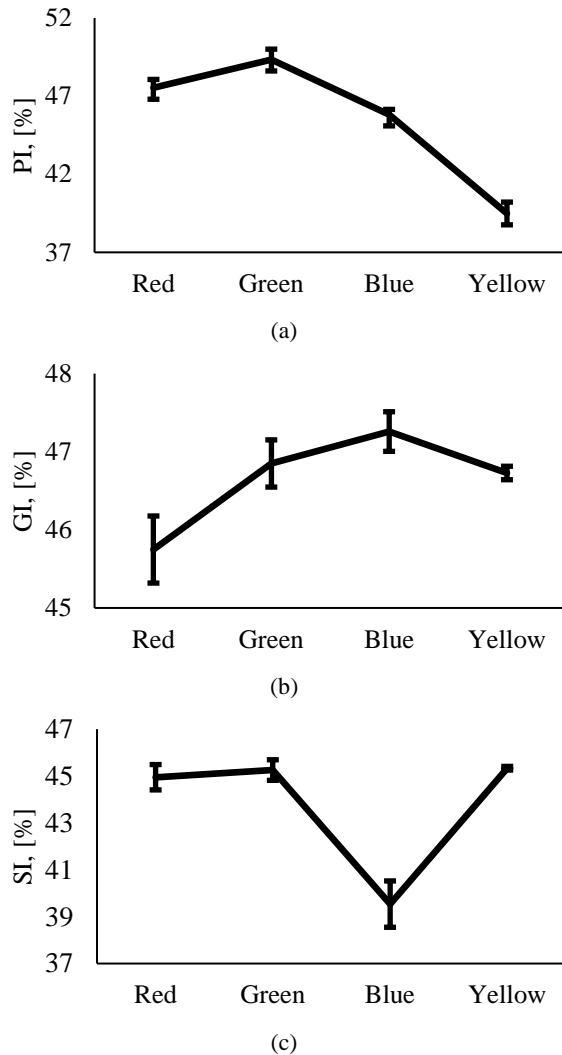 52
47
42
37
PI, [%]
Red Green Blue Yellow
(a)
48
47
46
45
GI, [%]
Red Green Blue Yellow
(b)
47
45
43
41
39
37
SI, [%]
Red Green Blue Yellow
(c)